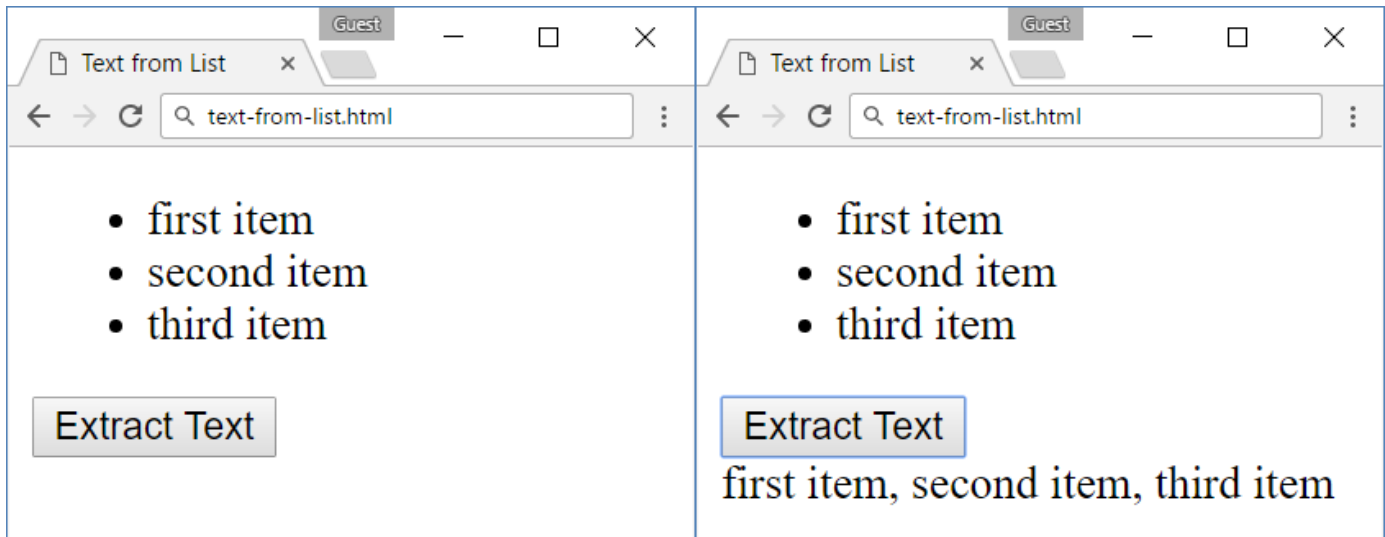 Guest
Text from List
text-from-list.html
first item
second item
third item
Extract Text
Guest
Text from List
text-from-list.html
first item
second item
third item
Extract Text
first item, second item, third item